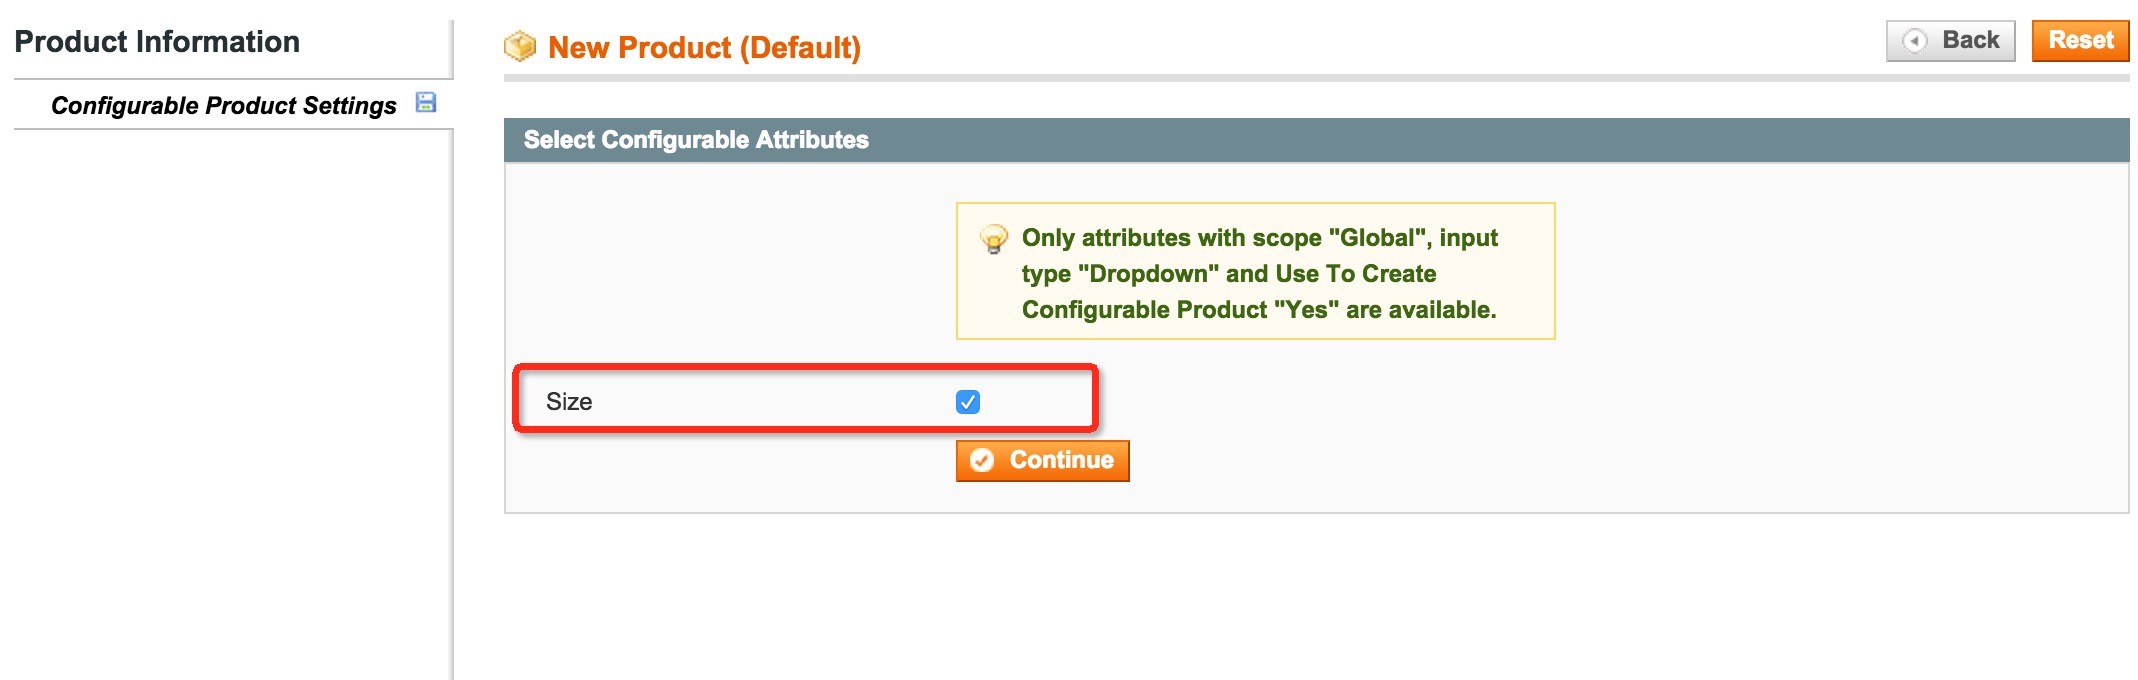 Product Information
Configurable Product Settings
New Product (Default)
Back
Reset
Select Configurable Attributes
Only attributes with scope "Global", input
type "Dropdown" and Use To Create
Configurable Product "Yes" are available.
Size
Continue